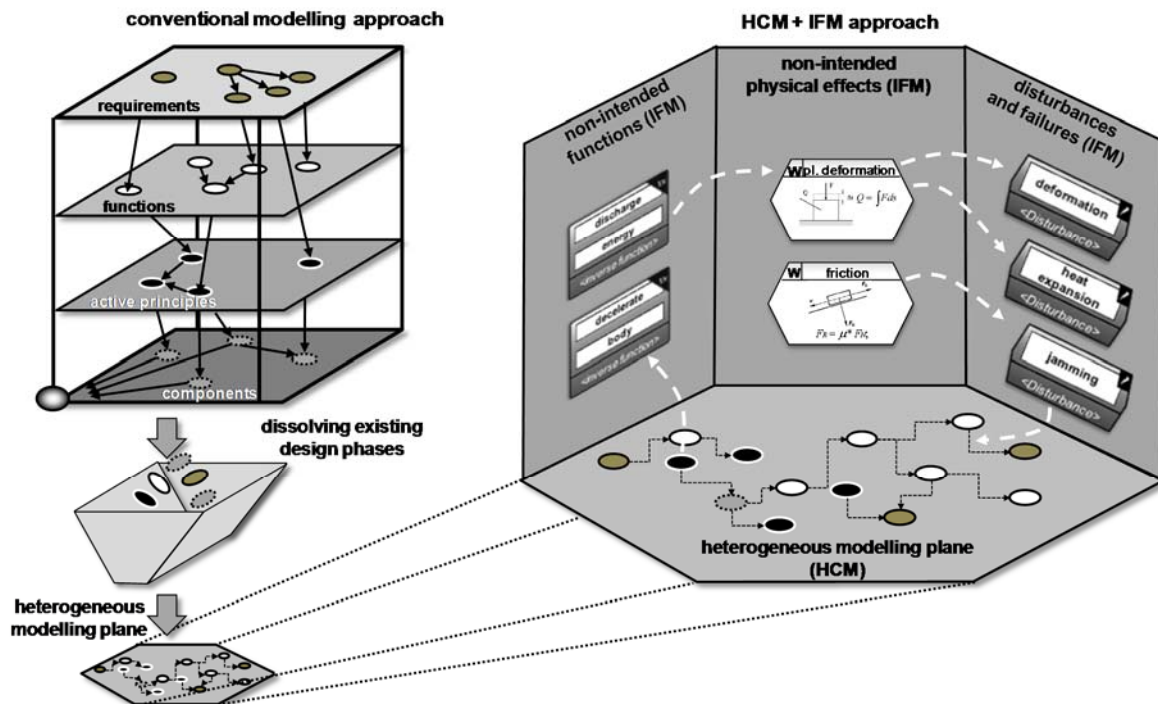 conventional modelling approach
requirements
functions
active principles
components
dissolving existing
design phases
heterogeneous
modelling plane
HCM + IFM approach
non-intended
functions (IFM)
non-intended
physical effects (IFM)
disturbances
and failures (IFM)
discharge
energy
<Inverse function>
decelerate
body
<Inverse function>
W pl. deformation
W friction
deformation
<Disturbance>
heat
expansion
<Disturbance>
jamming
<Disturbance>
heterogeneous modelling plane
(HCM)